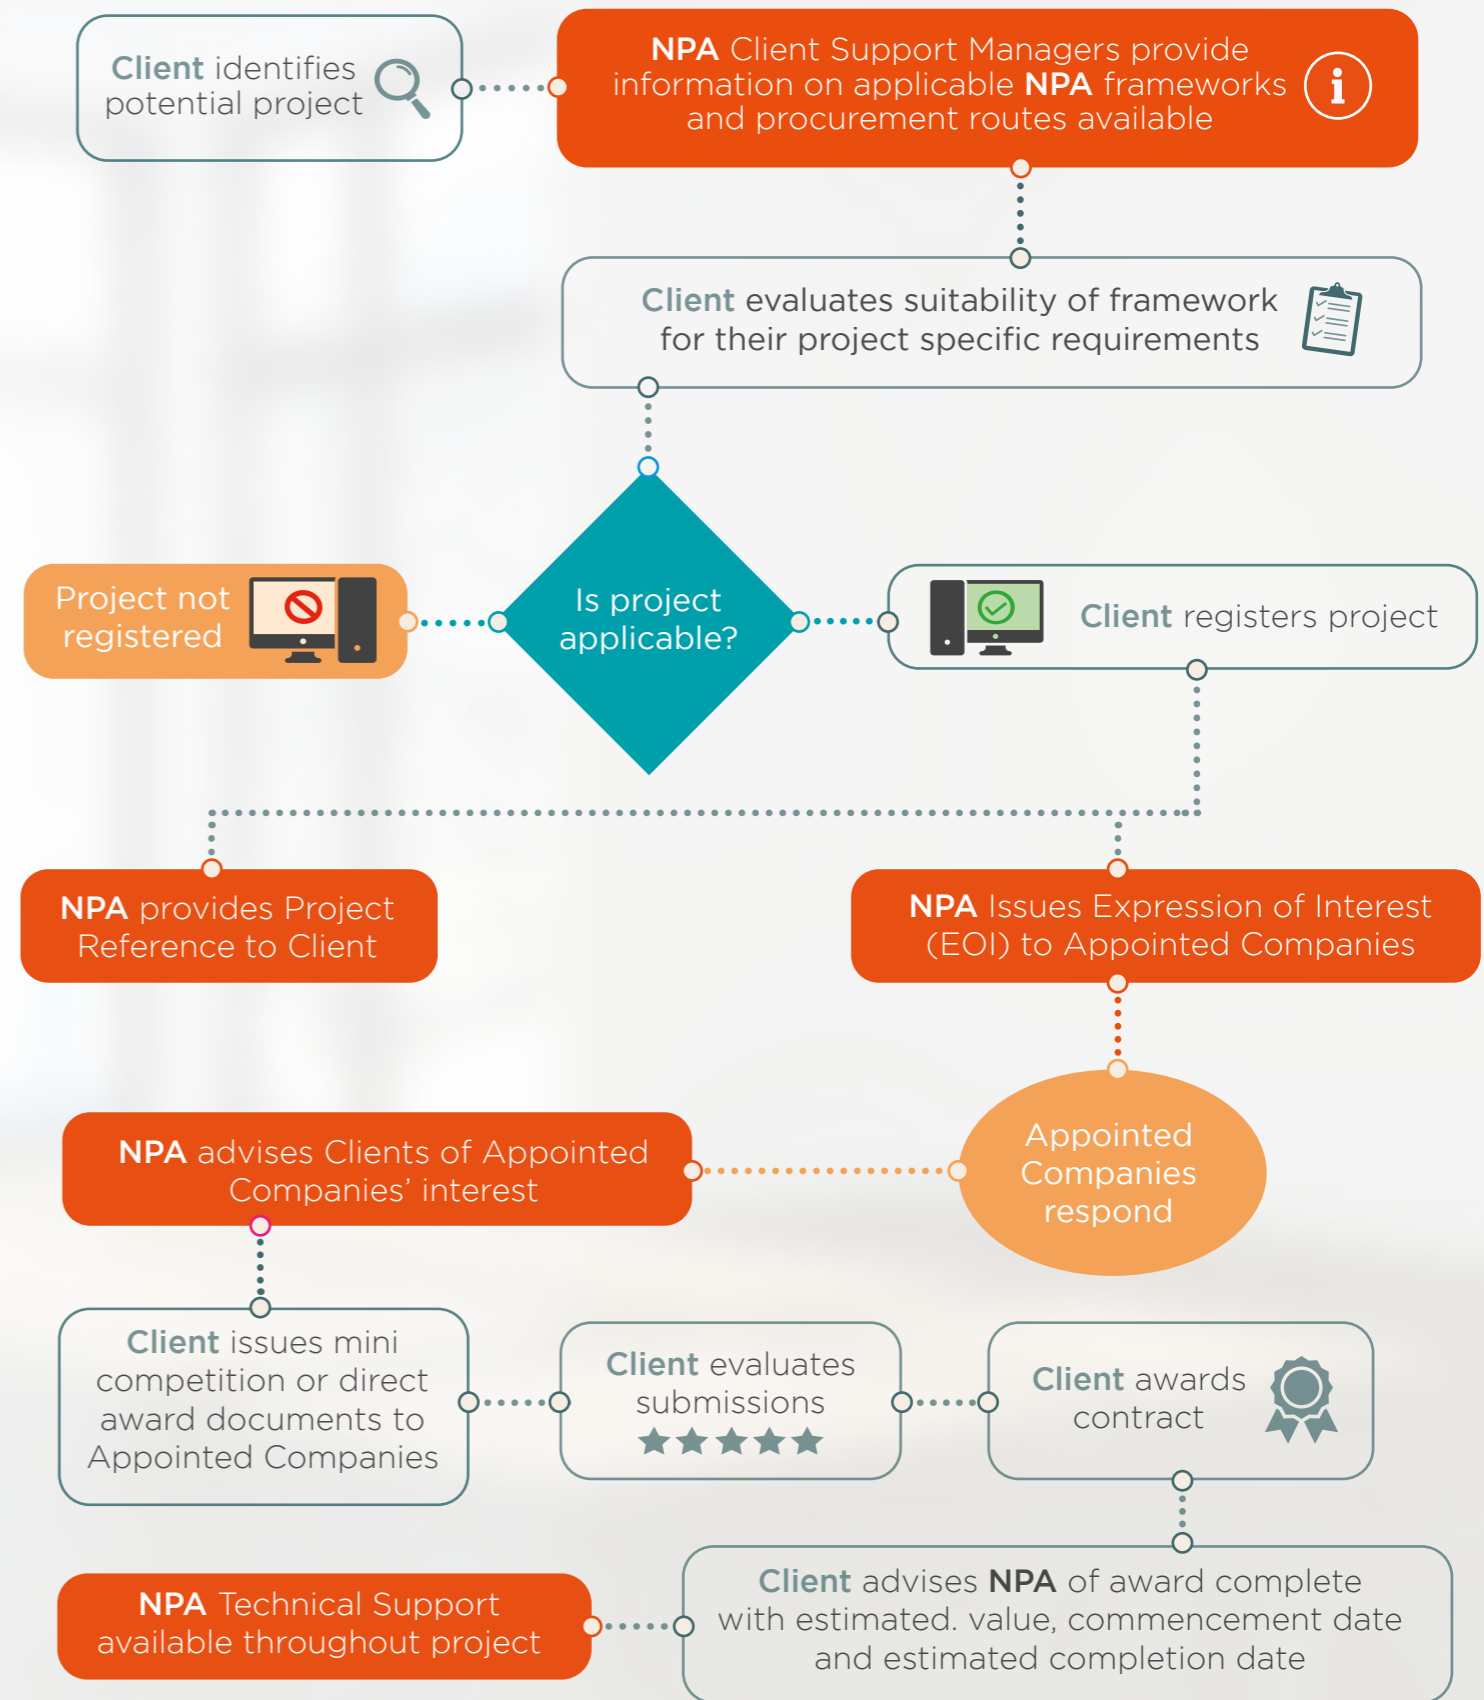 Client identifies
potential project
NPA Client Support Managers provide
information on applicable NPA frameworks
and procurement routes available
i
Client evaluates suitability of framework
for their project specific requirements
Is project
applicable?
Project not
registered
Client registers project
NPA provides Project
Reference to Client
NPA Issues Expression of Interest
(EOI) to Appointed Companies
Appointed
Companies
respond
NPA advises Clients of Appointed
Companies’ interest
Client issues mini
competition or direct
award documents to
Appointed Companies
Client evaluates
submissions
Client awards
contract
Client advises NPA of award complete
with estimated. value, commencement date
and estimated completion date
NPA Technical Support
available throughout project